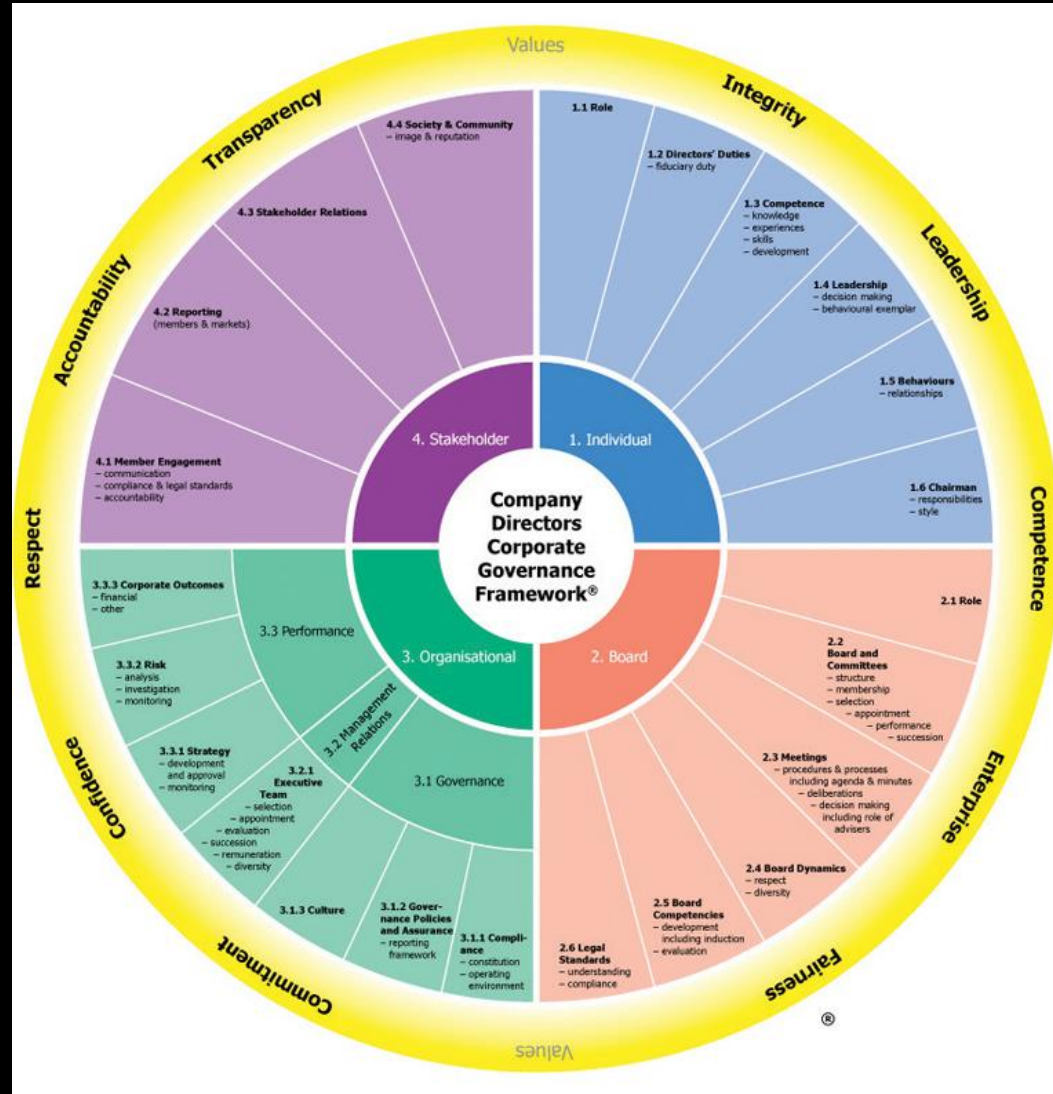 Values
Integrity
Leadership
Competence
Enterprise
Fairness
Values
Commitment
Confidence
Respect
Accountability
Transparency
Company
Directors
Corporate
Governance
Framework®
1. Individual
1.1 Role
1.2 Directors' Duties
– fiduciary duty
1.3 Competence
– knowledge
– experiences
– skills
– development
1.4 Leadership
– decision making
– behavioural exemplar
1.5 Behaviours
– relationships
1.6 Chairman
– responsibilities
– style
2. Board
2.1 Role
2.2
Board and
Committees
– structure
– membership
– selection
– appointment
– performance
– succession
2.3 Meetings
– procedures & processes
including agenda & minutes
– deliberations
– decision making
including role of
advisers
2.4 Board Dynamics
– respect
– diversity
2.5 Board
Competencies
– development
including induction
– evaluation
2.6 Legal
Standards
– understanding
– compliance
3. Organisational
3.1 Governance
3.1.1 Compli-
ance
– constitution
– operating
environment
3.1.2 Gover-
nance Policies
and Assurance
– reporting
framework
3.1.3 Culture
3.2 Management
Relations
3.2.1
Executive
Team
– selection
– appointment
– evaluation
– succession
– remuneration
– diversity
3.3 Performance
3.3.1 Strategy
– development
and approval
– monitoring
3.3.2 Risk
– analysis
– investigation
– monitoring
3.3.3 Corporate Outcomes
– financial
– other
4. Stakeholder
4.1 Member Engagement
– communication
– compliance & legal standards
– accountability
4.2 Reporting
(members & markets)
4.3 Stakeholder Relations
4.4 Society & Community
– image & reputation
®